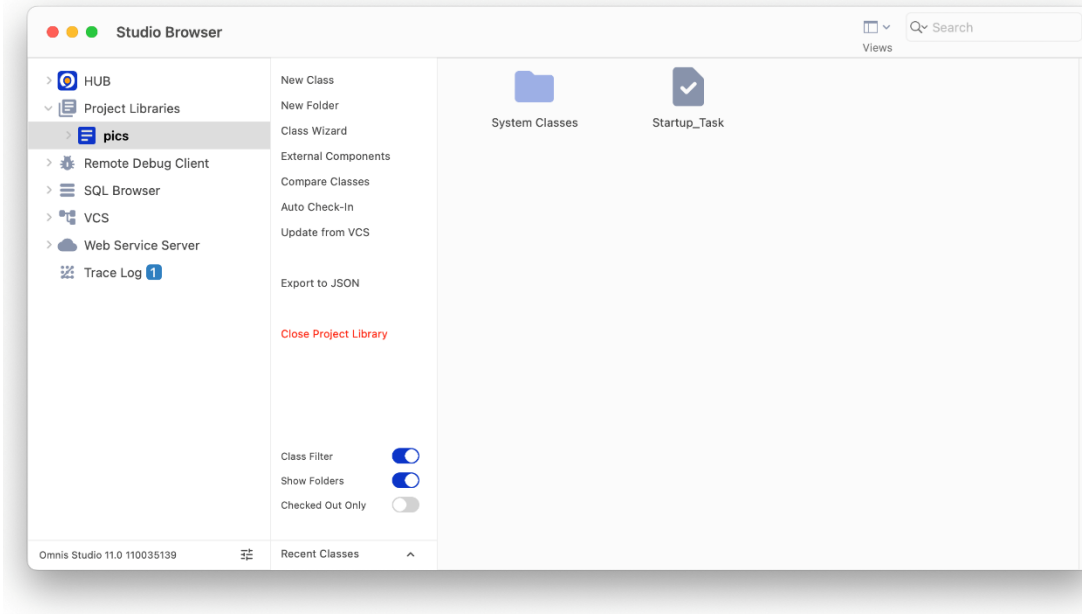 Studio Browser
Views
Search
HUB
Project Libraries
pics
Remote Debug Client
SQL Browser
VCS
Web Service Server
Trace Log 1
Omnis Studio 11.0 110035139
New Class
New Folder
Class Wizard
External Components
Compare Classes
Auto Check-In
Update from VCS
Export to JSON
Close Project Library
Class Filter
Show Folders
Checked Out Only
Recent Classes
System Classes
Startup_Task